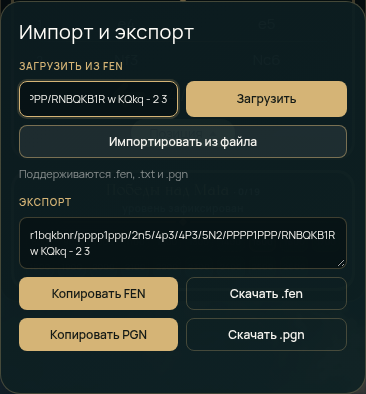 Импорт и экспорт
ЗАГРУЗИТЬ ИЗ FEN
PPP/RNBQKB1R w KQkq - 2 3
Загрузить
Импортировать из файла
Поддерживаются .fen, .txt и .pgn
ЭКСПОРТ
r1bqkbnr/pppp1ppp/2n5/4p3/4P3/5N2/PPPP1PPP/RNBQKB1R
w KQkq - 2 3
Копировать FEN
Скачать .fen
Копировать PGN
Скачать .pgn